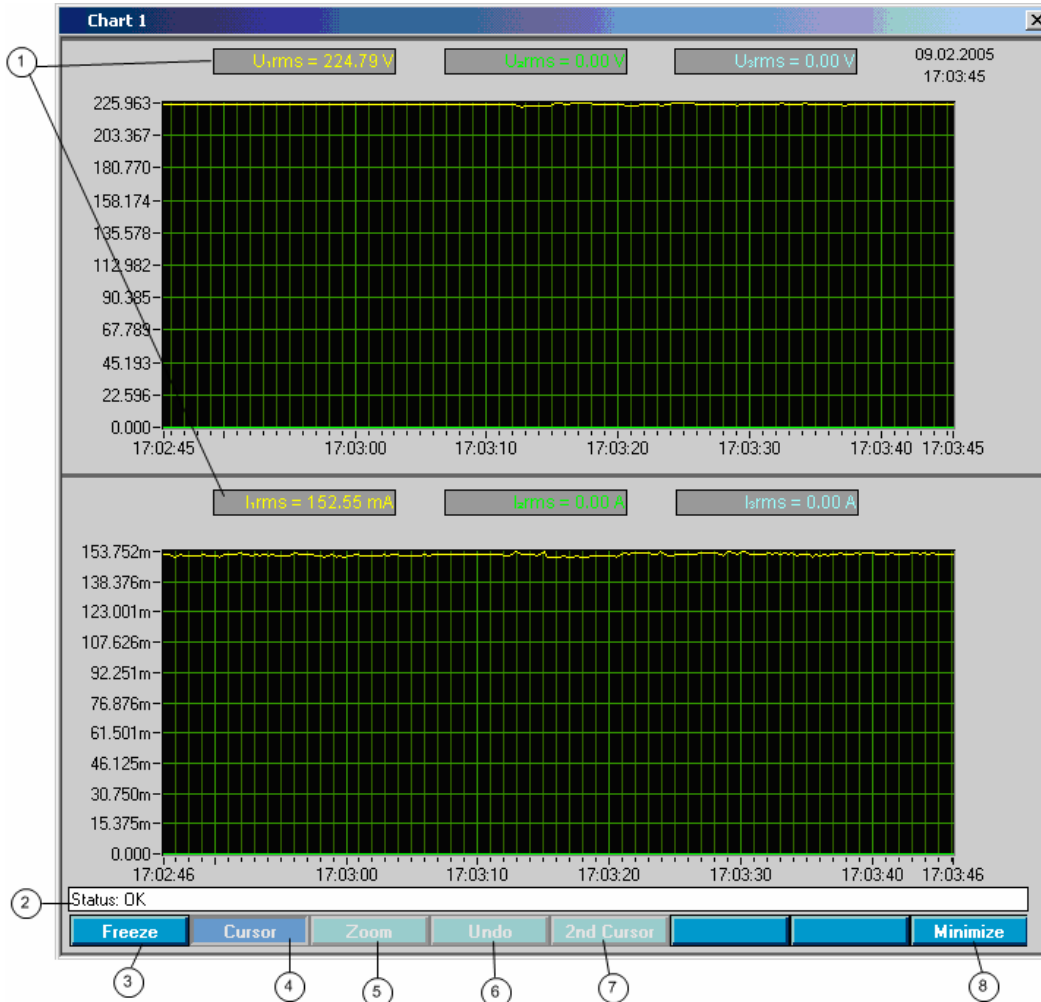 Chart 1
1
U₁rms = 224.79 V
U₂rms = 0.00 V
U₃rms = 0.00 V
09.02.2005
17:03:45
225.963
203.367
180.770
158.174
135.578
112.982
90.385
67.789
45.193
22.596
0.000
17:02:45 17:03:00 17:03:10 17:03:20 17:03:30 17:03:40 17:03:45
I₁rms = 152.55 mA
I₂rms = 0.00 A
I₃rms = 0.00 A
153.752m
138.376m
123.001m
107.626m
92.251m
76.876m
61.501m
46.125m
30.750m
15.375m
0.000
17:02:46 17:03:00 17:03:10 17:03:20 17:03:30 17:03:40 17:03:46
2
Status: OK
Freeze Cursor Zoom Undo 2nd Cursor Minimize
3 4 5 6 7 8